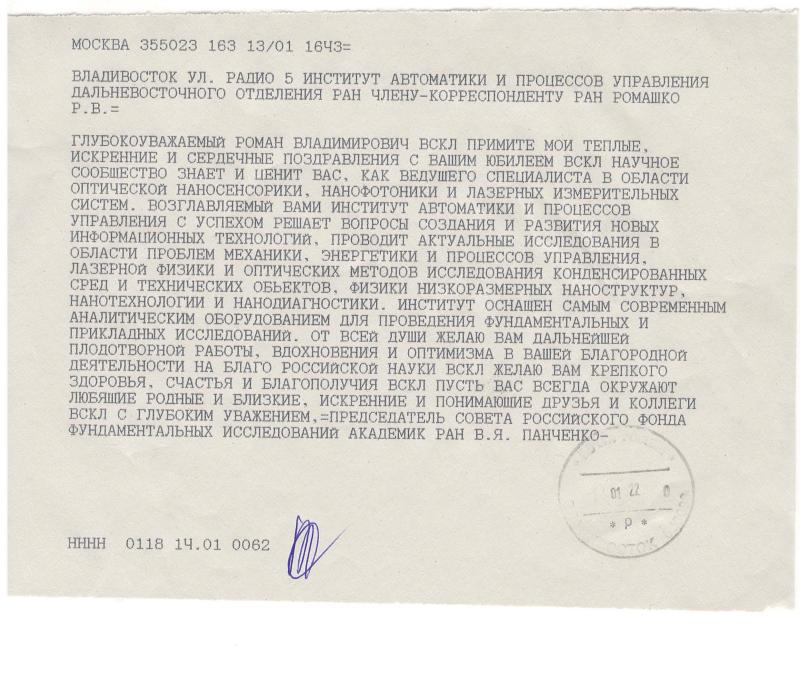 МОСКВА 355023 163 13/01 16Ч3=
ВЛАДИВОСТОК УЛ. РАДИО 5 ИНСТИТУТ АВТОМАТИКИ И ПРОЦЕССОВ УПРАВЛЕНИЯ
ДАЛЬНЕВОСТОЧНОГО ОТДЕЛЕНИЯ РАН ЧЛЕНУ-КОРРЕСПОНДЕНТУ РАН РОМАШКО
Р.В.=
ГЛУБОКОУВАЖАЕМЫЙ РОМАН ВЛАДИМИРОВИЧ ВСКЛ ПРИМИТЕ МОИ ТЕПЛЫЕ,
ИСКРЕННИЕ И СЕРДЕЧНЫЕ ПОЗДРАВЛЕНИЯ С ВАШИМ ЮБИЛЕЕМ ВСКЛ НАУЧНОЕ
СООБЩЕСТВО ЗНАЕТ И ЦЕНИТ ВАС, КАК ВЕДУЩЕГО СПЕЦИАЛИСТА В ОБЛАСТИ
ОПТИЧЕСКОЙ НАНОСЕНСОРИКИ, НАНОФОТОНИКИ И ЛАЗЕРНЫХ ИЗМЕРИТЕЛЬНЫХ
СИСТЕМ. ВОЗГЛАВЛЯЕМЫЙ ВАМИ ИНСТИТУТ АВТОМАТИКИ И ПРОЦЕССОВ
УПРАВЛЕНИЯ С УСПЕХОМ РЕШАЕТ ВОПРОСЫ СОЗДАНИЯ И РАЗВИТИЯ НОВЫХ
ИНФОРМАЦИОННЫХ ТЕХНОЛОГИЙ, ПРОВОДИТ АКТУАЛЬНЫЕ ИССЛЕДОВАНИЯ В
ОБЛАСТИ ПРОБЛЕМ МЕХАНИКИ, ЭНЕРГЕТИКИ И ПРОЦЕССОВ УПРАВЛЕНИЯ,
ЛАЗЕРНОЙ ФИЗИКИ И ОПТИЧЕСКИХ МЕТОДОВ ИССЛЕДОВАНИЯ КОНДЕНСИРОВАННЫХ
СРЕД И ТЕХНИЧЕСКИХ ОБЬЕКТОВ, ФИЗИКИ НИЗКОРАЗМЕРНЫХ НАНОСТРУКТУР,
НАНОТЕХНОЛОГИИ И НАНОДИАГНОСТИКИ. ИНСТИТУТ ОСНАЩЕН САМЫМ СОВРЕМЕННЫМ
АНАЛИТИЧЕСКИМ ОБОРУДОВАНИЕМ ДЛЯ ПРОВЕДЕНИЯ ФУНДАМЕНТАЛЬНЫХ И
ПРИКЛАДНЫХ ИССЛЕДОВАНИЙ. ОТ ВСЕЙ ДУШИ ЖЕЛАЮ ВАМ ДАЛЬНЕЙШЕЙ
ПЛОДОТВОРНОЙ РАБОТЫ, ВДОХНОВЕНИЯ И ОПТИМИЗМА В ВАШЕЙ БЛАГОРОДНОЙ
ДЕЯТЕЛЬНОСТИ НА БЛАГО РОССИЙСКОЙ НАУКИ ВСКЛ ЖЕЛАЮ ВАМ КРЕПКОГО
ЗДОРОВЬЯ, СЧАСТЬЯ И БЛАГОПОЛУЧИЯ ВСКЛ ПУСТЬ ВАС ВСЕГДА ОКРУЖАЮТ
ЛЮБЯЩИЕ РОДНЫЕ И БЛИЗКИЕ, ИСКРЕННИЕ И ПОНИМАЮЩИЕ ДРУЗЬЯ И КОЛЛЕГИ
ВСКЛ С ГЛУБОКИМ УВАЖЕНИЕМ,=ПРЕДСЕДАТЕЛЬ СОВЕТА РОССИЙСКОГО ФОНДА
ФУНДАМЕНТАЛЬНЫХ ИССЛЕДОВАНИЙ АКАДЕМИК РАН В.Я. ПАНЧЕНКО-
01 22 0
* р *
НННН 0118 1Ч.01 0062